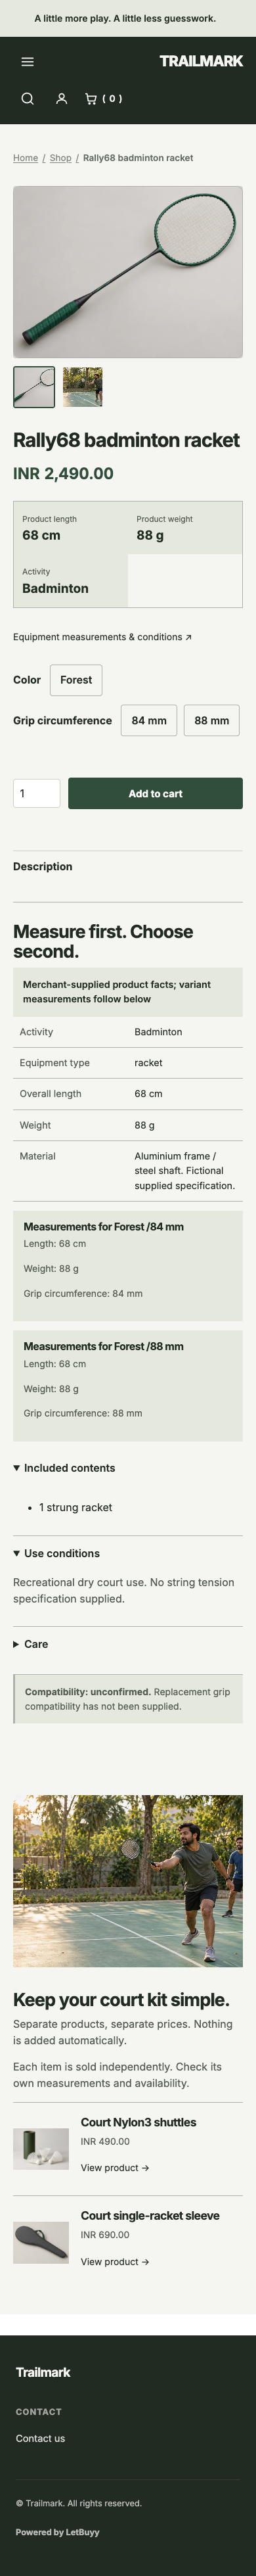 A little more play. A little less guesswork.
TRAILMARK
( 0 )
Home / Shop / Rally68 badminton racket
Rally68 badminton racket
INR 2,490.00
Product length
68 cm
Product weight
88 g
Activity
Badminton
Equipment measurements & conditions ↗
Color
Forest
Grip circumference
84 mm
88 mm
1
Add to cart
Description
Measure first. Choose
second.
Merchant-supplied product facts; variant
measurements follow below
Activity Badminton
Equipment type racket
Overall length 68 cm
Weight 88 g
Material Aluminium frame /
steel shaft. Fictional
supplied specification.
Measurements for Forest /84 mm
Length: 68 cm
Weight: 88 g
Grip circumference: 84 mm
Measurements for Forest /88 mm
Length: 68 cm
Weight: 88 g
Grip circumference: 88 mm
▼ Included contents
• 1 strung racket
▼ Use conditions
Recreational dry court use. No string tension
specification supplied.
▶ Care
Compatibility: unconfirmed. Replacement grip
compatibility has not been supplied.
Keep your court kit simple.
Separate products, separate prices. Nothing
is added automatically.
Each item is sold independently. Check its
own measurements and availability.
Court Nylon3 shuttles
INR 490.00
View product →
Court single-racket sleeve
INR 690.00
View product →
Trailmark
CONTACT
Contact us
© Trailmark. All rights reserved.
Powered by LetBuyy